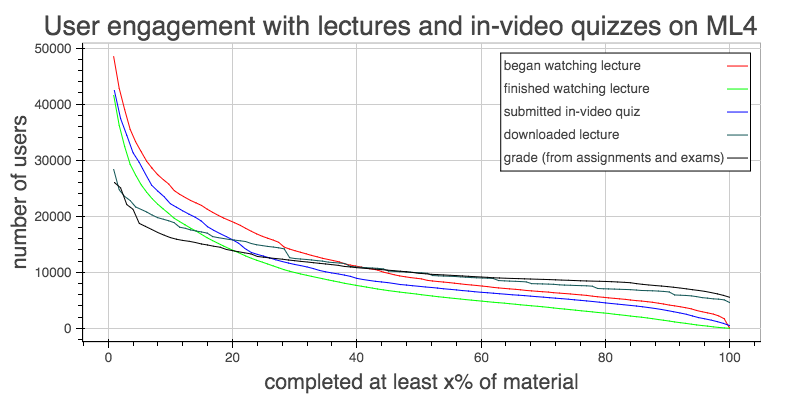 User engagement with lectures and in-video quizzes on ML4
number of users
50000
40000
30000
20000
10000
0
began watching lecture
finished watching lecture
submitted in-video quiz
downloaded lecture
grade (from assignments and exams)
0 20 40 60 80 100
completed at least x% of material